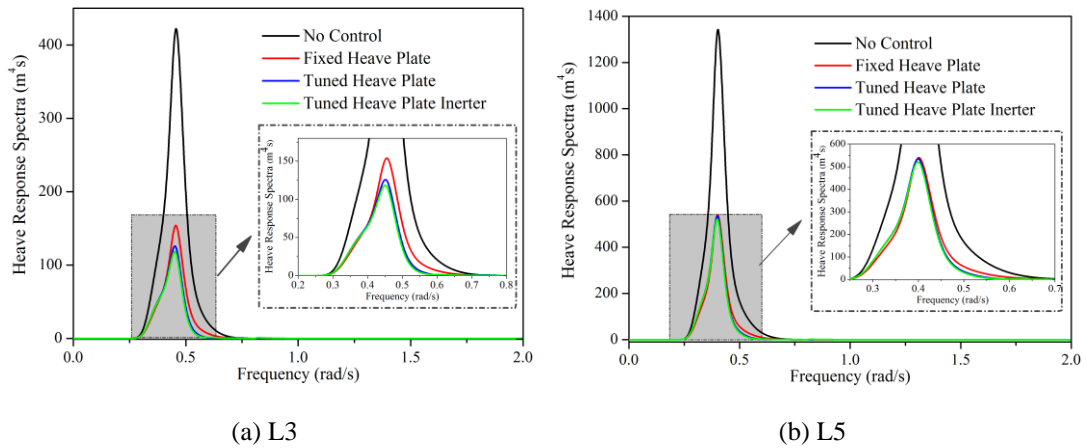 400
300
200
100
0
0.0 0.5 1.0 1.5 2.0
Heave Response Spectra (m⁴s)
Frequency (rad/s)
No Control
Fixed Heave Plate
Tuned Heave Plate
Tuned Heave Plate Inerter
150
100
50
0
0.2 0.3 0.4 0.5 0.6 0.7 0.8
Heave Response Spectra (m⁴s)
Frequency (rad/s)
(a) L3
1400
1200
1000
800
600
400
200
0
0.0 0.5 1.0 1.5 2.0
Heave Response Spectra (m⁴s)
Frequency (rad/s)
No Control
Fixed Heave Plate
Tuned Heave Plate
Tuned Heave Plate Inerter
600
500
400
300
200
100
0
0.3 0.4 0.5 0.6 0.7
Heave Response Spectra (m⁴s)
Frequency (rad/s)
(b) L5